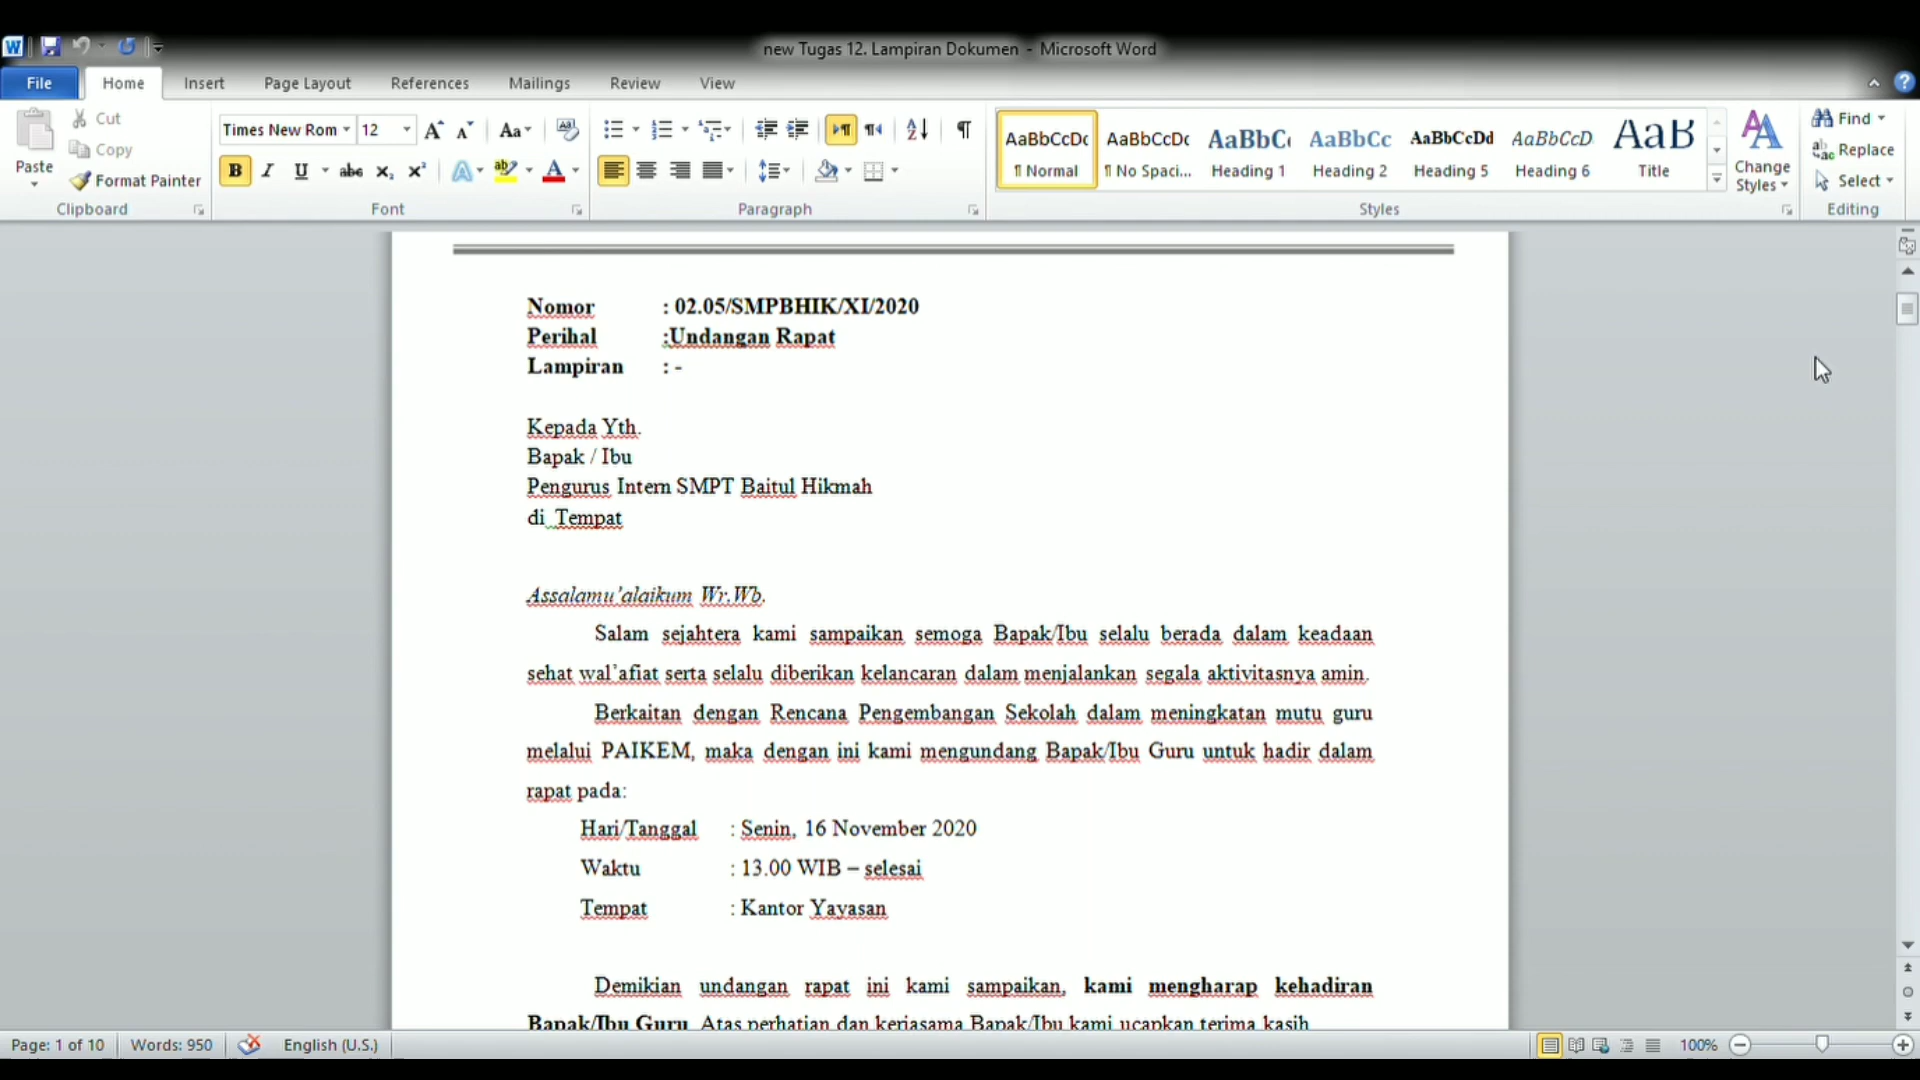 new Tugas 12. Lampiran Dokumen - Microsoft Word
File Home Insert Page Layout References Mailings Review View
Cut
Copy
Format Painter
Paste
Clipboard
Times New Rom 12
Font
Paragraph
AaBbCcDc AaBbCcDc AaBbC AaBbCc AaBbCcDd AaBbCcD AaB
¶ Normal ¶ No Spaci... Heading 1 Heading 2 Heading 5 Heading 6 Title
Change Styles
Styles
Find
Replace
Select
Editing
Nomor : 02.05/SMPBHIK/XI/2020
Perihal :Undangan Rapat
Lampiran : -
Kepada Yth.
Bapak / Ibu
Pengurus Intern SMPT Baitul Hikmah
di Tempat
Assalamu’alaikum Wr.Wb.
Salam sejahtera kami sampaikan semoga Bapak/Ibu selalu berada dalam keadaan
sehat wal’afiat serta selalu diberikan kelancaran dalam menjalankan segala aktivitasnya amin.
Berkaitan dengan Rencana Pengembangan Sekolah dalam meningkatan mutu guru
melalui PAIKEM, maka dengan ini kami mengundang Bapak/Ibu Guru untuk hadir dalam
rapat pada:
Hari/Tanggal : Senin, 16 November 2020
Waktu : 13.00 WIB – selesai
Tempat : Kantor Yayasan
Demikian undangan rapat ini kami sampaikan, kami mengharap kehadiran
Bapak/Ibu Guru. Atas perhatian dan kerjasama Bapak/Ibu kami ucapkan terima kasih
Page: 1 of 10 Words: 950 English (U.S.) 100%